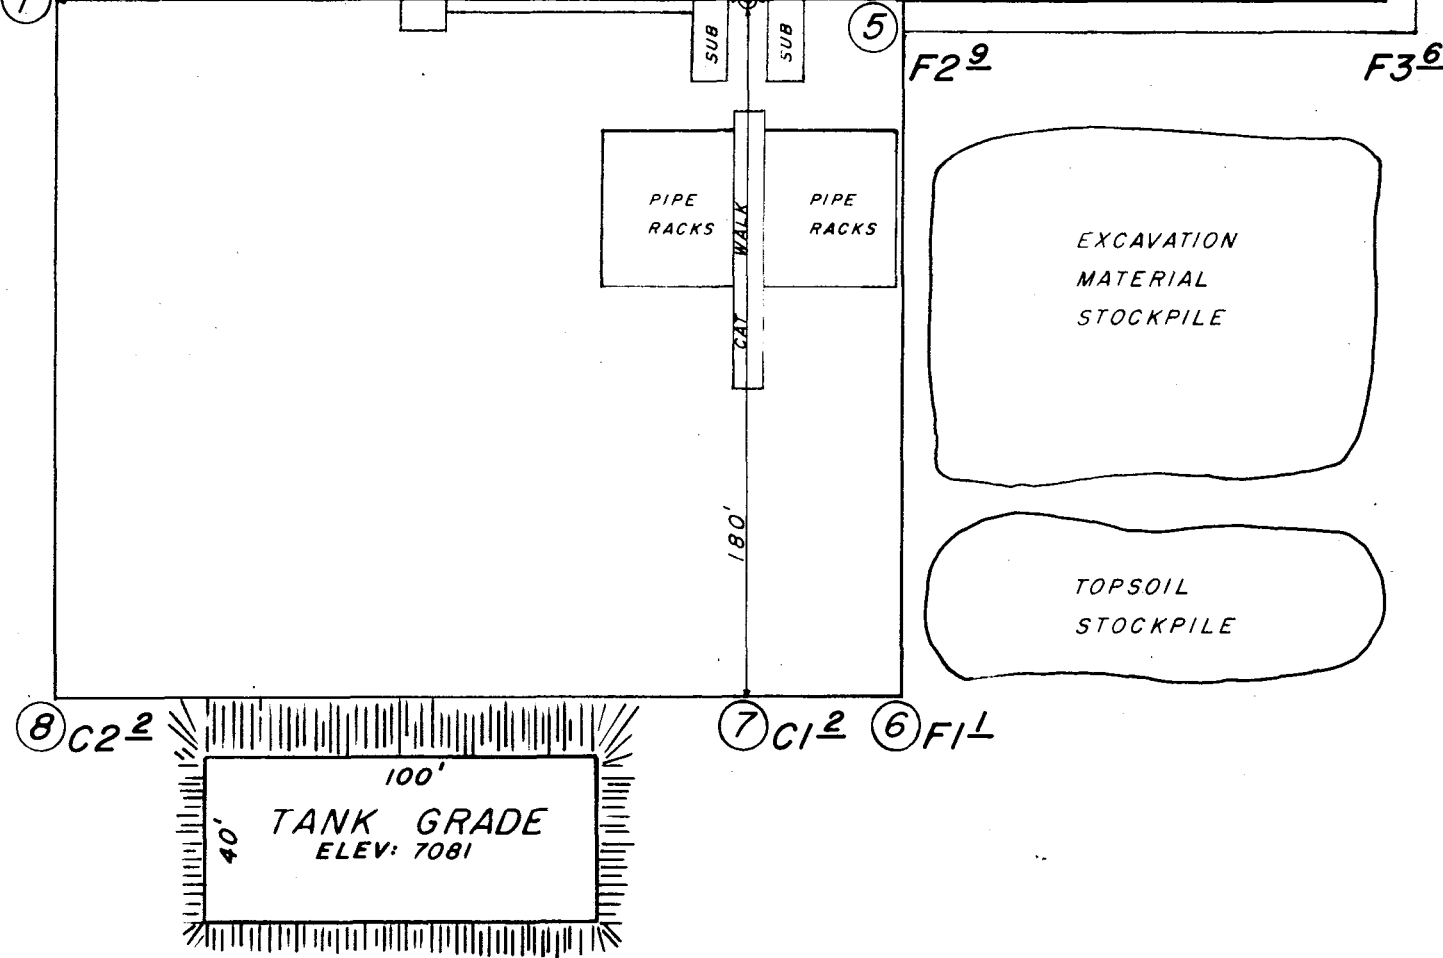 5
F2 9
F3 6
SUB
SUB
PIPE
RACKS
PIPE
RACKS
CAT WALK
EXCAVATION
MATERIAL
STOCKPILE
180'
TOPSOIL
STOCKPILE
8 C2 2
7 C1 2
6 F1 1
100'
40'
TANK GRADE
ELEV: 7081